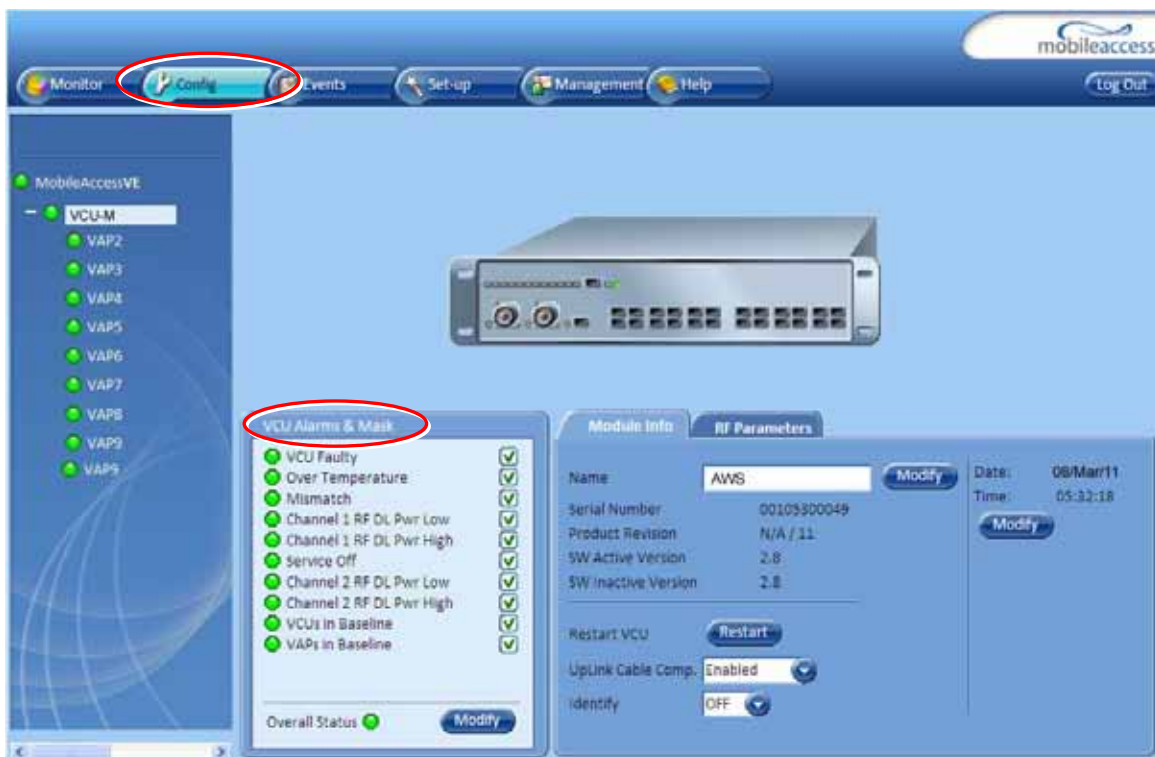 mobileaccess
Monitor Config Events Set-up Management Help Log Out
MobileAccessVE
VCU-M
VAP2
VAP3
VAP4
VAP5
VAP6
VAP7
VAP8
VAP9
VAP9
VCU Alarms & Mask
VCU Faulty
Over Temperature
Mismatch
Channel 1 RF DL Pwr Low
Channel 1 RF DL Pwr High
Service Off
Channel 2 RF DL Pwr Low
Channel 2 RF DL Pwr High
VCUs in Baseline
VAPs in Baseline
Overall Status Modify
Module Info RF Parameters
Name AWS Modify
Serial Number 00105300049
Product Revision N/A / 11
SW Active Version 2.8
SW Inactive Version 2.8
Restart VCU Restart
UpLink Cable Comp. Enabled
Identify OFF
Date: 08/Mar/11
Time: 05:32:18
Modify